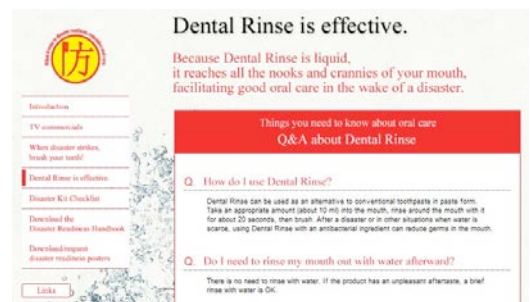 防
Dental Rinse is effective.
Because Dental Rinse is liquid,
it reaches all the nooks and crannies of your mouth,
facilitating good oral care in the wake of a disaster.
Introduction
TV commercials
When disaster strikes,
brush your teeth!
Dental Rinse is effective.
Disaster Kit Checklist
Download the
Disaster Readiness Handbook
Download/request
disaster readiness posters
Links
Things you need to know about oral care
Q&A about Dental Rinse
Q How do I use Dental Rinse?
Dental Rinse can be used as an alternative to conventional toothpaste in paste form.
Take an appropriate amount (about 10 ml) into the mouth, rinse around the mouth with it
for about 20 seconds, then brush. After a disaster or in other situations when water is
scarce, using Dental Rinse with an antibacterial ingredient can reduce germs in the mouth.
Q Do I need to rinse my mouth out with water afterward?
There is no need to rinse with water. If the product has an unpleasant aftertaste, a brief
rinse with water is OK.